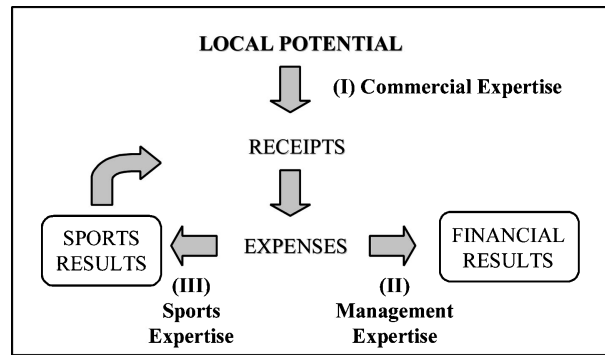 LOCAL POTENTIAL
(I) Commercial Expertise
RECEIPTS
SPORTS
RESULTS
EXPENSES
FINANCIAL
RESULTS
(III)
Sports
Expertise
(II)
Management
Expertise